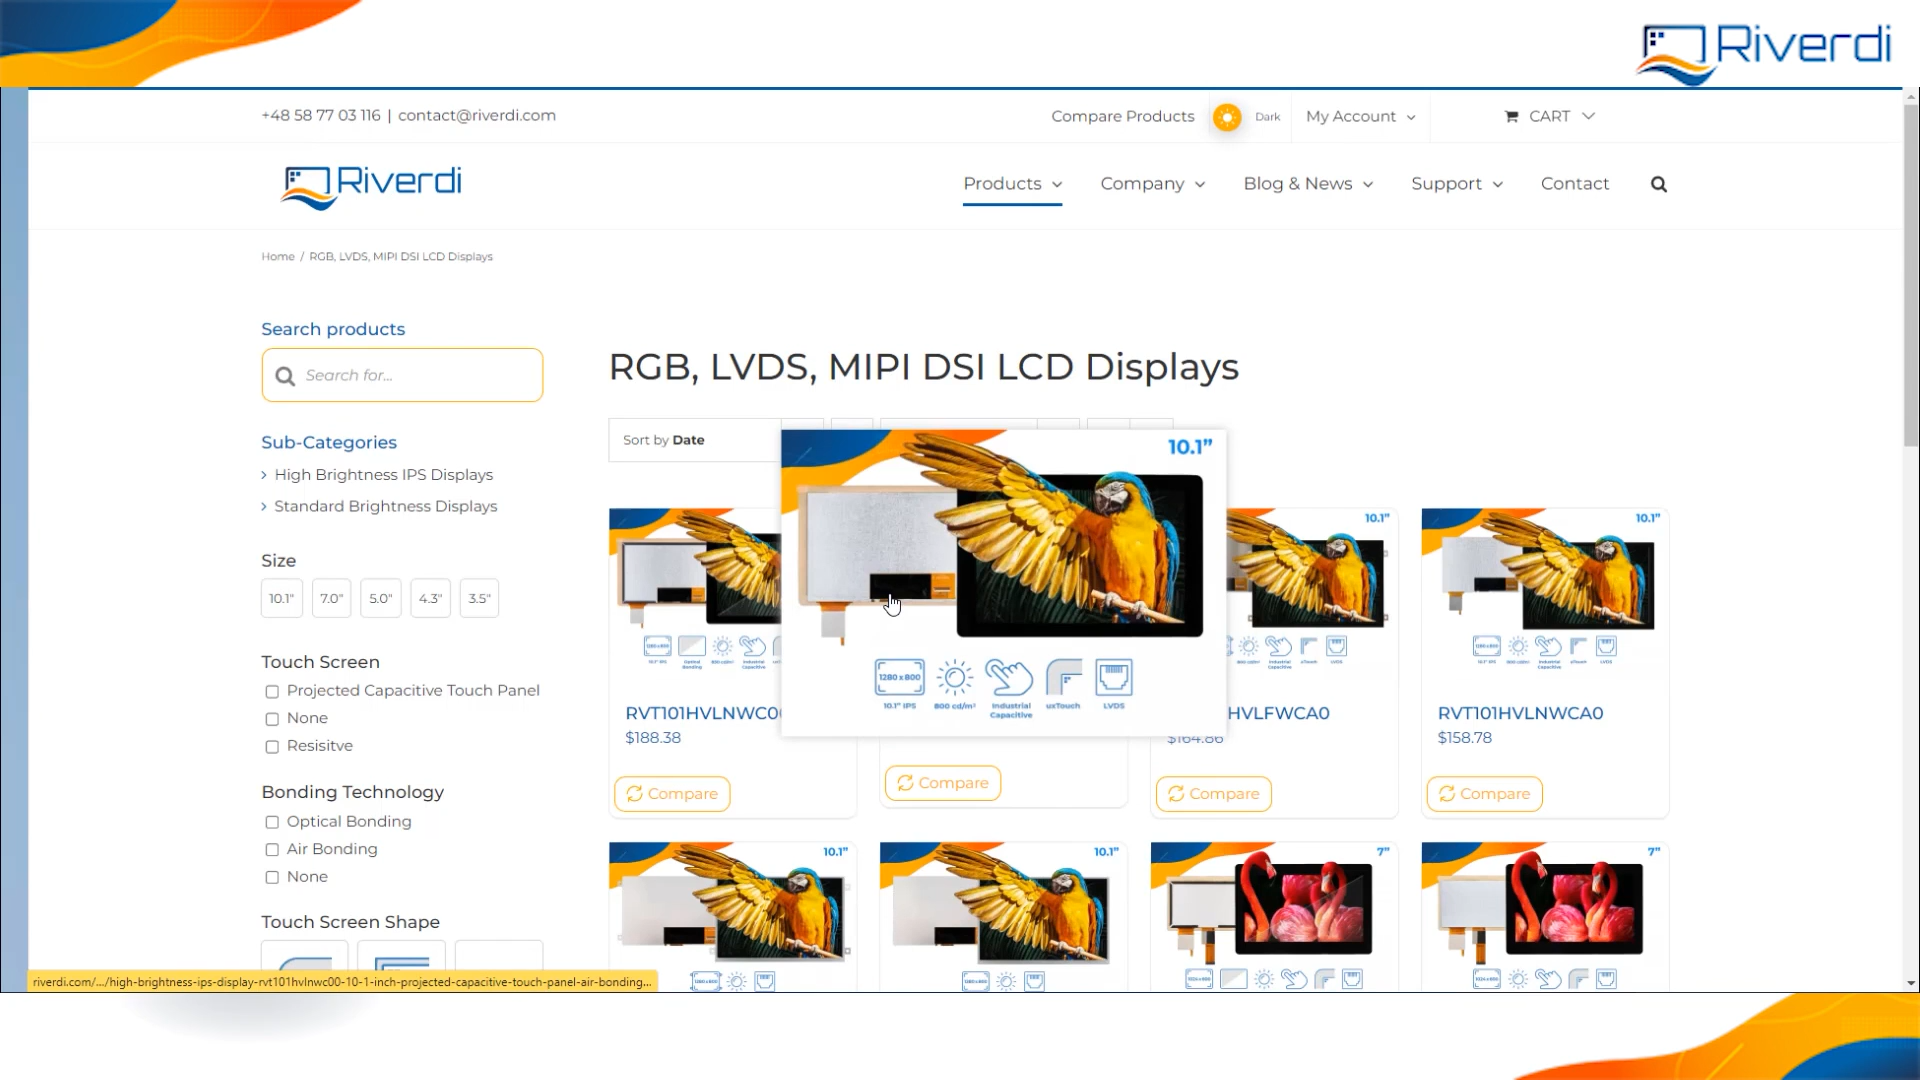 Riverdi
+48 58 77 03 116 | contact@riverdi.com
Compare Products
Dark
My Account
CART
Riverdi
Products
Company
Blog & News
Support
Contact
Home / RGB, LVDS, MIPI DSI LCD Displays
Search products
Search for...
Sub-Categories
High Brightness IPS Displays
Standard Brightness Displays
Size
10.1"
7.0"
5.0"
4.3"
3.5"
Touch Screen
Projected Capacitive Touch Panel
None
Resisitve
Bonding Technology
Optical Bonding
Air Bonding
None
Touch Screen Shape
RGB, LVDS, MIPI DSI LCD Displays
Sort by Date
10.1”
1280 x 800
10.1” IPS
800 cd/m²
Industrial
Capacitive
uxTouch
LVDS
10.1”
10.1”
RVT101HVLNWC0
$188.38
Compare
Compare
HVLFWCA0
$164.86
Compare
RVT101HVLNWCA0
$158.78
Compare
10.1”
10.1”
7”
7”
riverdi.com/.../high-brightness-ips-display-rvt101hvlnwc00-10-1-inch-projected-capacitive-touch-panel-air-bonding...